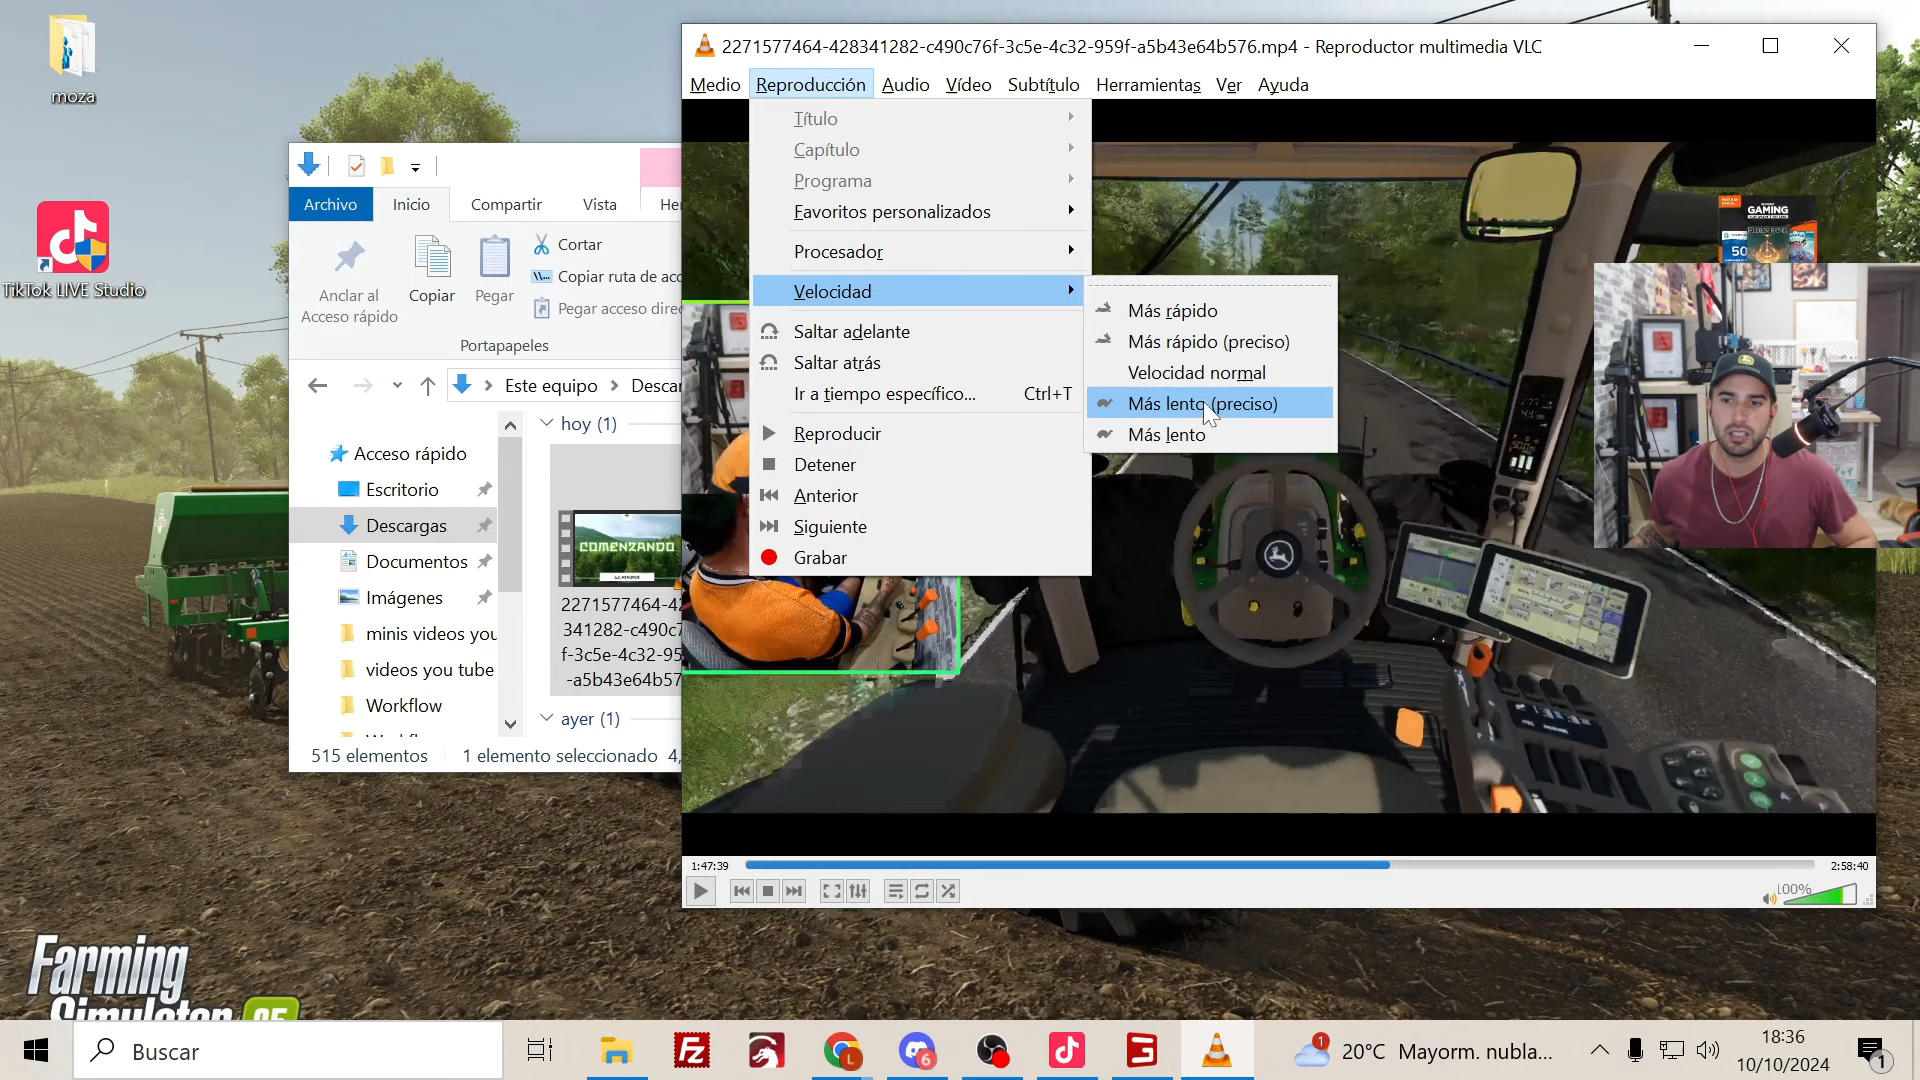 moza
TikTok LIVE Studio
2271577464-428341282-c490c76f-3c5e-4c32-959f-a5b43e64b576.mp4 - Reproductor multimedia VLC
Medio Reproducción Audio Vídeo Subtítulo Herramientas Ver Ayuda
Título
Capítulo
Programa
Favoritos personalizados
Procesador
Velocidad
Saltar adelante
Saltar atrás
Ir a tiempo específico... Ctrl+T
Reproducir
Detener
Anterior
Siguiente
Grabar
Más rápido
Más rápido (preciso)
Velocidad normal
Más lento (preciso)
Más lento
GAMING
ELDEN RING
50
1:47:39
2:58:40
100%
Archivo Inicio Compartir Vista
Anclar al
Acceso rápido
Copiar
Pegar
Cortar
Copiar ruta de acc
Pegar acceso direc
Portapapeles
Este equipo Descar
Acceso rápido
Escritorio
Descargas
Documentos
Imágenes
minis videos you
videos you tube
Workflow
hoy (1)
COMENZANDO
2271577464-42
341282-c490c7
f-3c5e-4c32-95
-a5b43e64b57
ayer (1)
515 elementos 1 elemento seleccionado 4,
Farming
Simulator 25
Buscar
20°C Mayorm. nubla...
18:36
10/10/2024